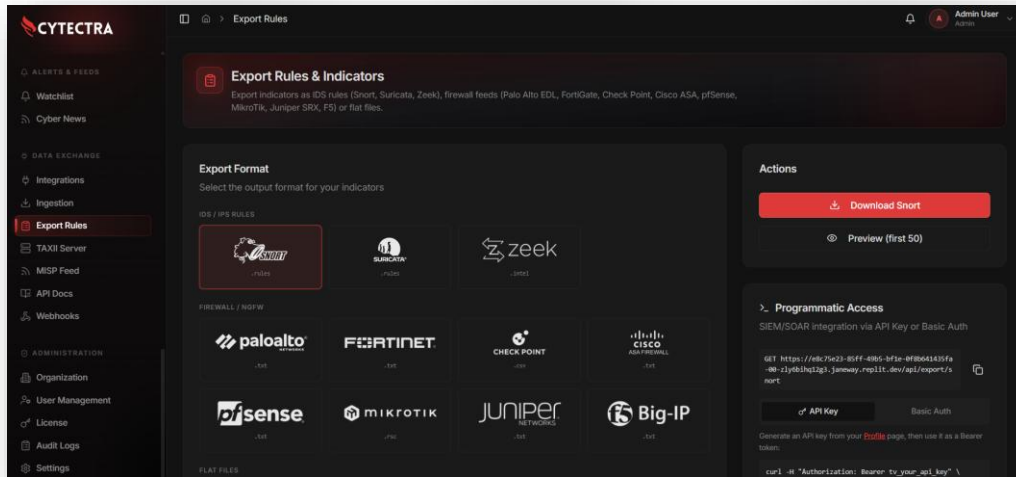 CYTECTRA
Export Rules
Admin User
A
Admin
ALERTS & FEEDS
Watchlist
Cyber News
DATA EXCHANGE
Integrations
Ingestion
Export Rules
TAXII Server
MISP Feed
API Docs
Webhooks
ADMINISTRATION
Organization
User Management
License
Audit Logs
Settings
Export Rules & Indicators
Export indicators as IDS rules (Snort, Suricata, Zeek), firewall feeds (Palo Alto EDL, FortiGate, Check Point, Cisco ASA, pfSense,
MikroTik, Juniper SRX, F5) or flat files.
Export Format
Select the output format for your indicators
IDS / IPS RULES
SNORT
.rules
SURICATA
.rules
zeek
.intel
FIREWALL / NGFW
paloalto
NETWORKS
.txt
FORTINET
.txt
CHECK POINT
.csv
CISCO
ASA FIREWALL
.txt
pfsense
.txt
MIKROTIK
.rsc
JUNIPER
NETWORKS
.txt
f5 Big-IP
.txt
FLAT FILES
Actions
Download Snort
Preview (first 50)
>_ Programmatic Access
SIEM/SOAR integration via API Key or Basic Auth
GET https://e8c75e23-85ff-49b5-bf1e-0f8b641435fa
-00-zly6bihq12g3.janeway.replit.dev/api/export/s
nort
API Key
Basic Auth
Generate an API key from your Profile page, then use it as a Bearer
token:
curl -H "Authorization: Bearer tv_your_api_key" \